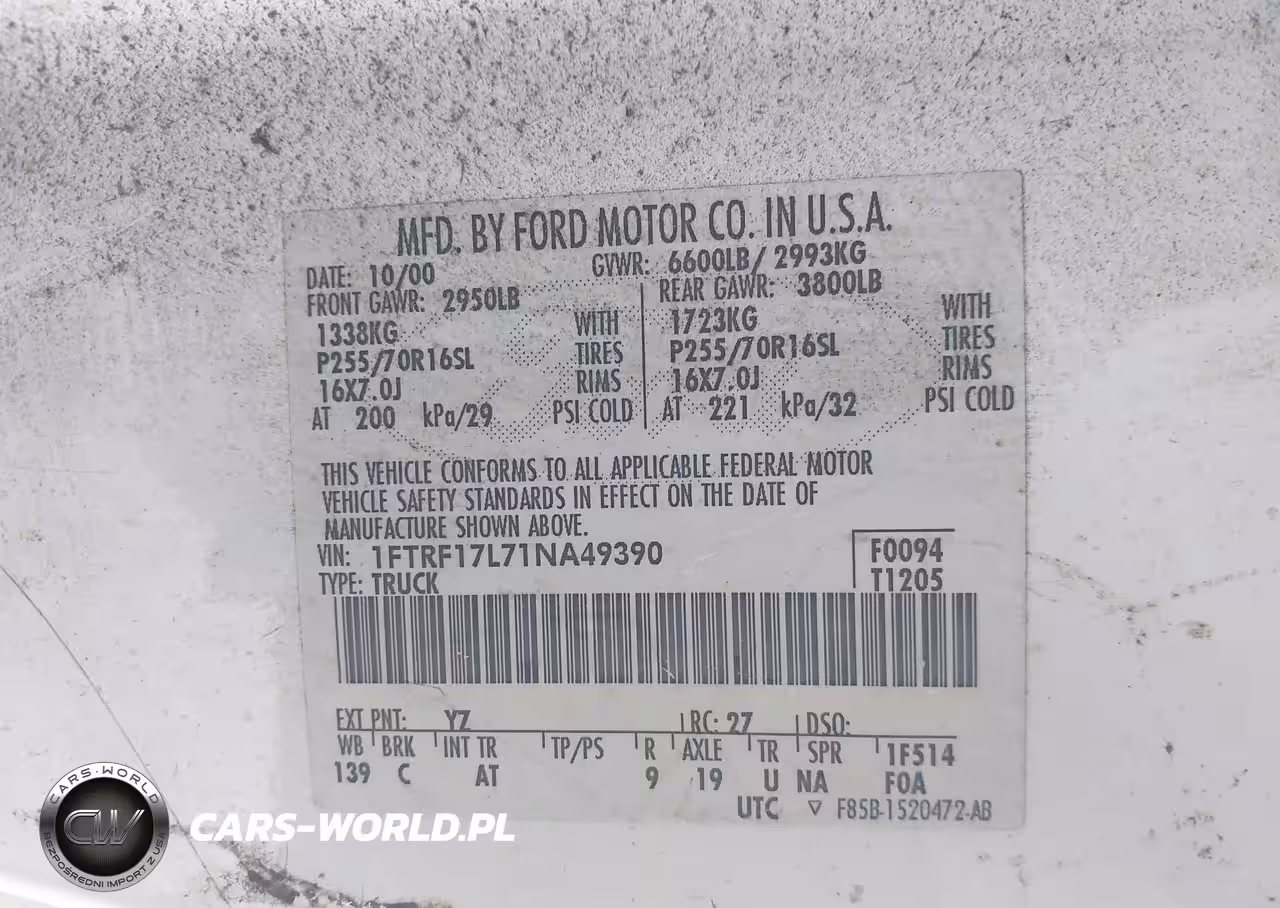 MFD. BY FORD MOTOR CO. IN U.S.A.
DATE: 10/00 GVWR: 6600LB/ 2993KG
FRONT GAWR: 2950LB REAR GAWR: 3800LB
1338KG WITH 1723KG WITH
P255/70R16SL TIRES P255/70R16SL TIRES
16X7.0J RIMS 16X7.0J RIMS
AT 200 kPa/29 PSI COLD AT 221 kPa/32 PSI COLD
THIS VEHICLE CONFORMS TO ALL APPLICABLE FEDERAL MOTOR
VEHICLE SAFETY STANDARDS IN EFFECT ON THE DATE OF
MANUFACTURE SHOWN ABOVE.
VIN: 1FTRF17L71NA49390 F0094
TYPE: TRUCK T1205
EXT PNT: YZ RC: 27 DSO:
WB BRK INT TR TP/PS R AXLE TR SPR 1F514
139 C AT 9 19 U NA F0A
UTC ▽ F85B-1520472-AB
CARS-WORLD
CW
BEZPOŚREDNI IMPORT Z USA
CARS-WORLD.PL